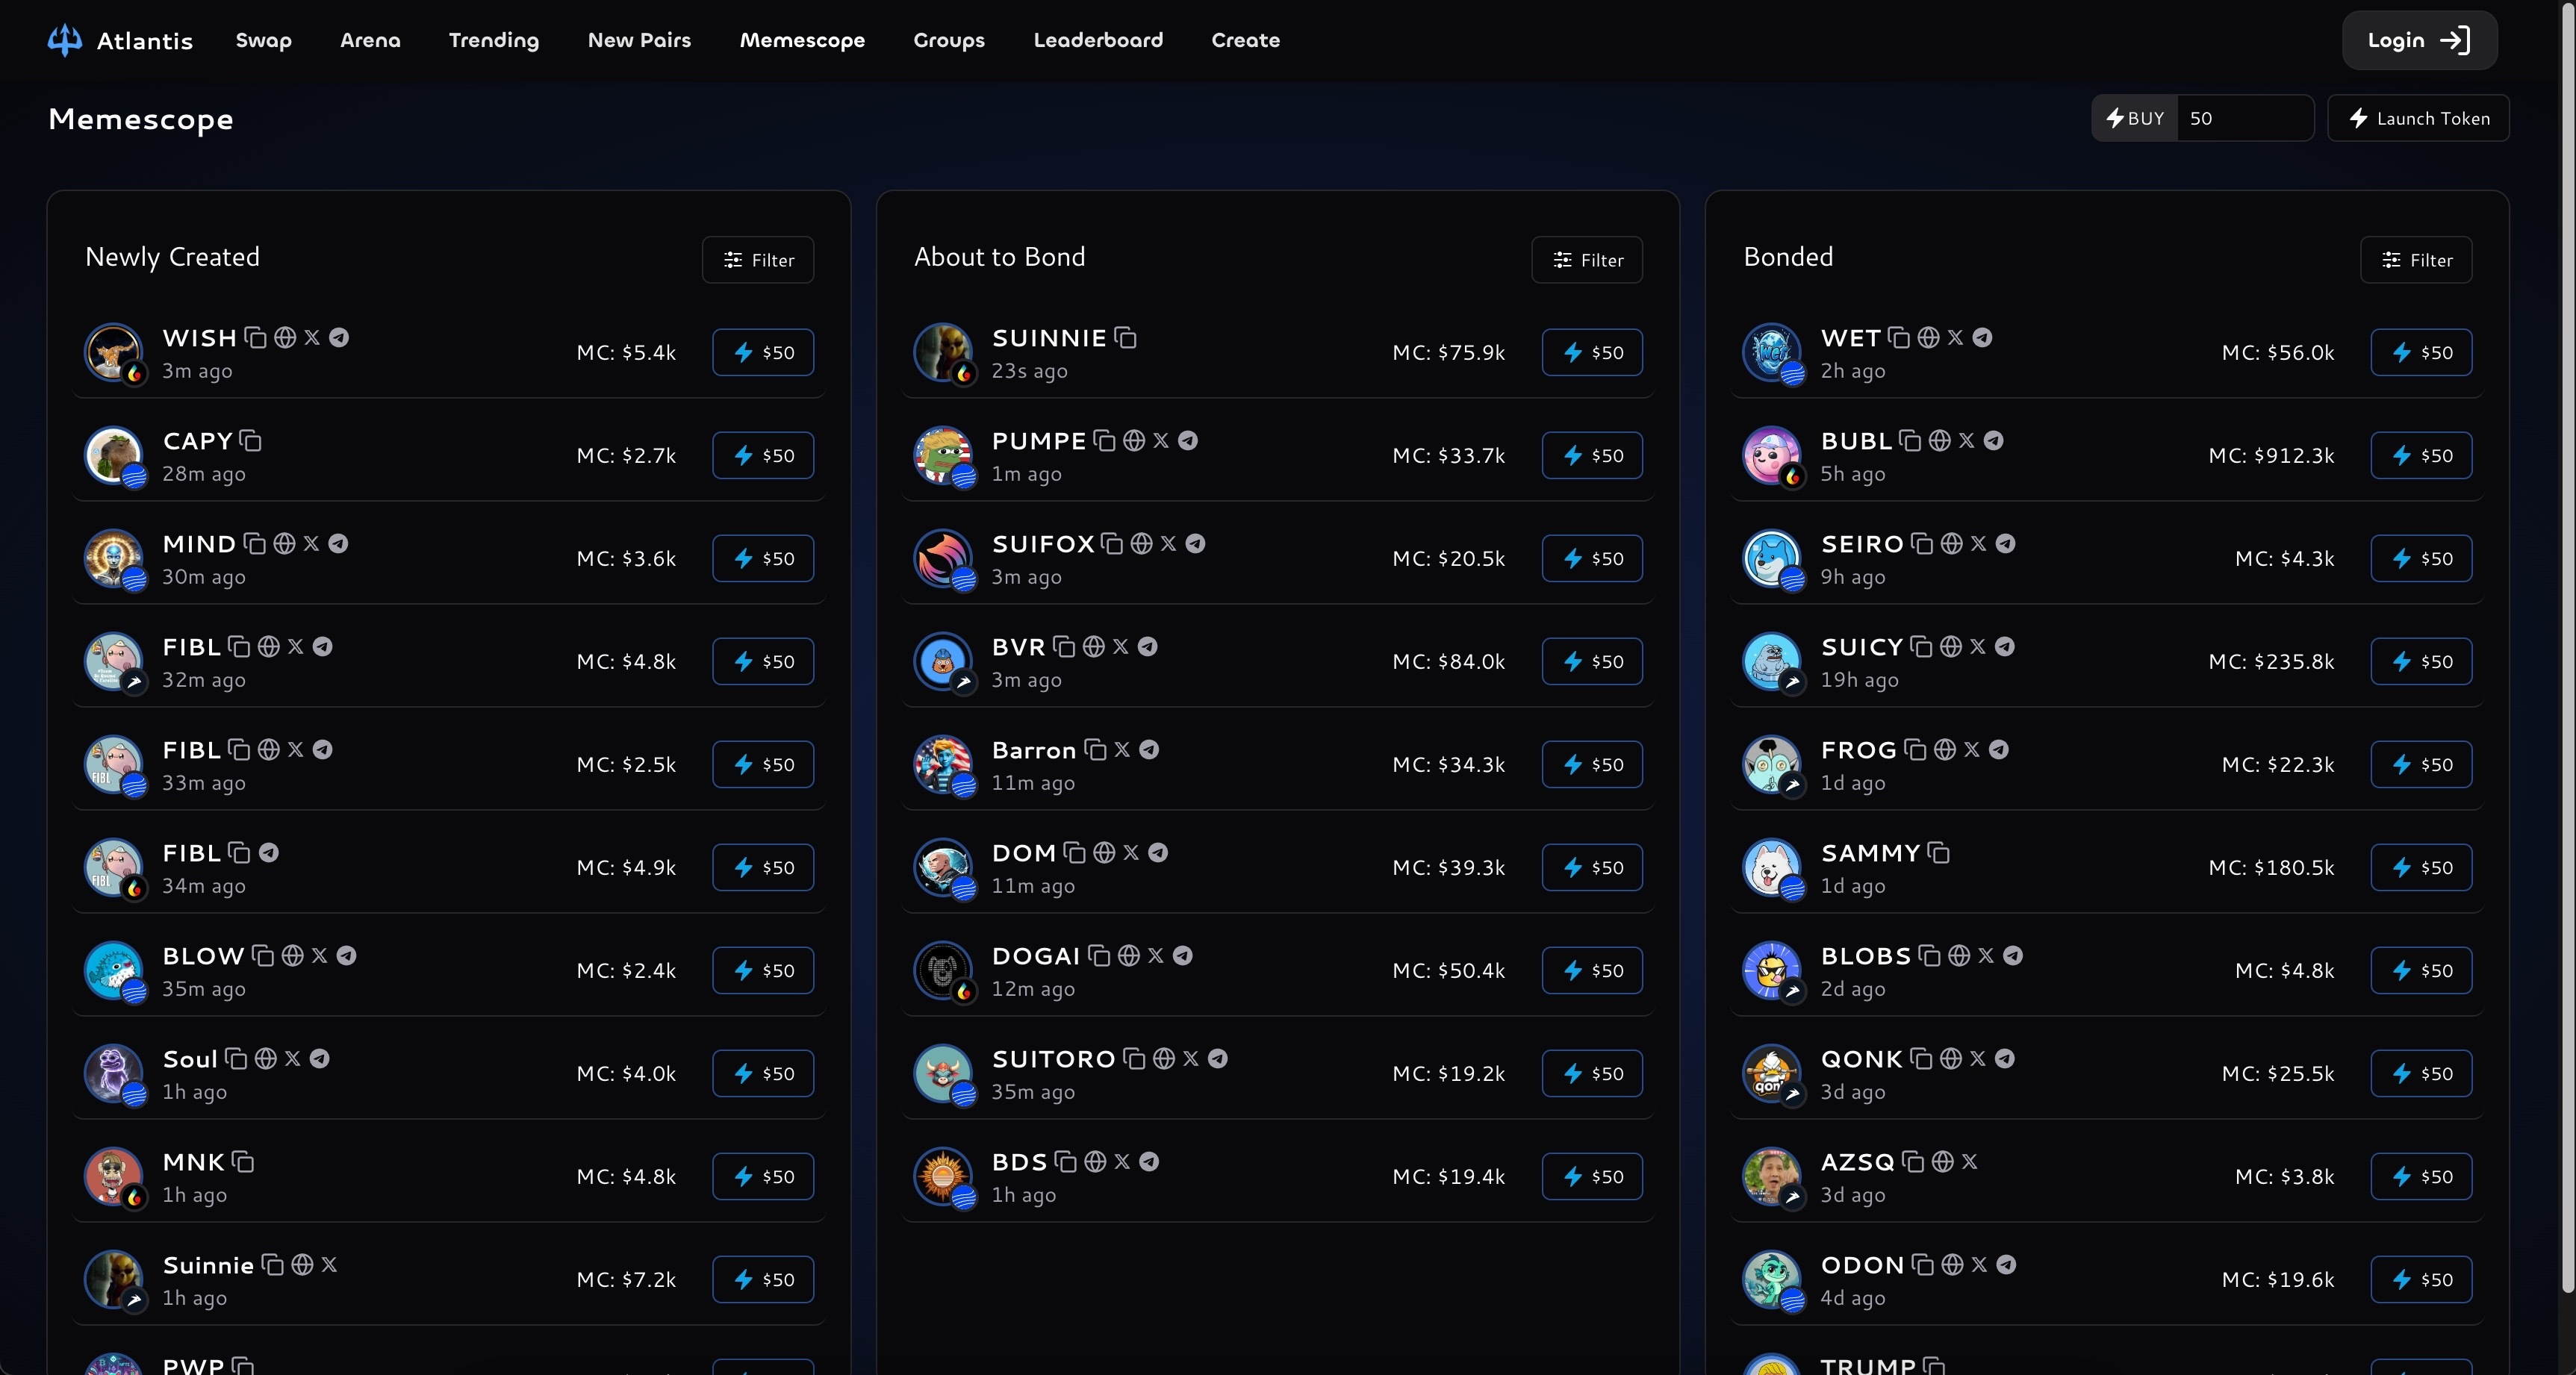 Atlantis Swap Arena Trending New Pairs Memescope Groups Leaderboard Create Login
Memescope
BUY 50 Launch Token
Newly Created Filter
WISH
3m ago
MC: $5.4k $50
CAPY
28m ago
MC: $2.7k $50
MIND
30m ago
MC: $3.6k $50
FIBL
32m ago
MC: $4.8k $50
FIBL
33m ago
MC: $2.5k $50
FIBL
34m ago
MC: $4.9k $50
BLOW
35m ago
MC: $2.4k $50
Soul
1h ago
MC: $4.0k $50
MNK
1h ago
MC: $4.8k $50
Suinnie
1h ago
MC: $7.2k $50
PWP
About to Bond Filter
SUINNIE
23s ago
MC: $75.9k $50
PUMPE
1m ago
MC: $33.7k $50
SUIFOX
3m ago
MC: $20.5k $50
BVR
3m ago
MC: $84.0k $50
Barron
11m ago
MC: $34.3k $50
DOM
11m ago
MC: $39.3k $50
DOGAI
12m ago
MC: $50.4k $50
SUITORO
35m ago
MC: $19.2k $50
BDS
1h ago
MC: $19.4k $50
Bonded Filter
WET
2h ago
MC: $56.0k $50
BUBL
5h ago
MC: $912.3k $50
SEIRO
9h ago
MC: $4.3k $50
SUICY
19h ago
MC: $235.8k $50
FROG
1d ago
MC: $22.3k $50
SAMMY
1d ago
MC: $180.5k $50
BLOBS
2d ago
MC: $4.8k $50
QONK
3d ago
MC: $25.5k $50
AZSQ
3d ago
MC: $3.8k $50
ODON
4d ago
MC: $19.6k $50
TRUMP